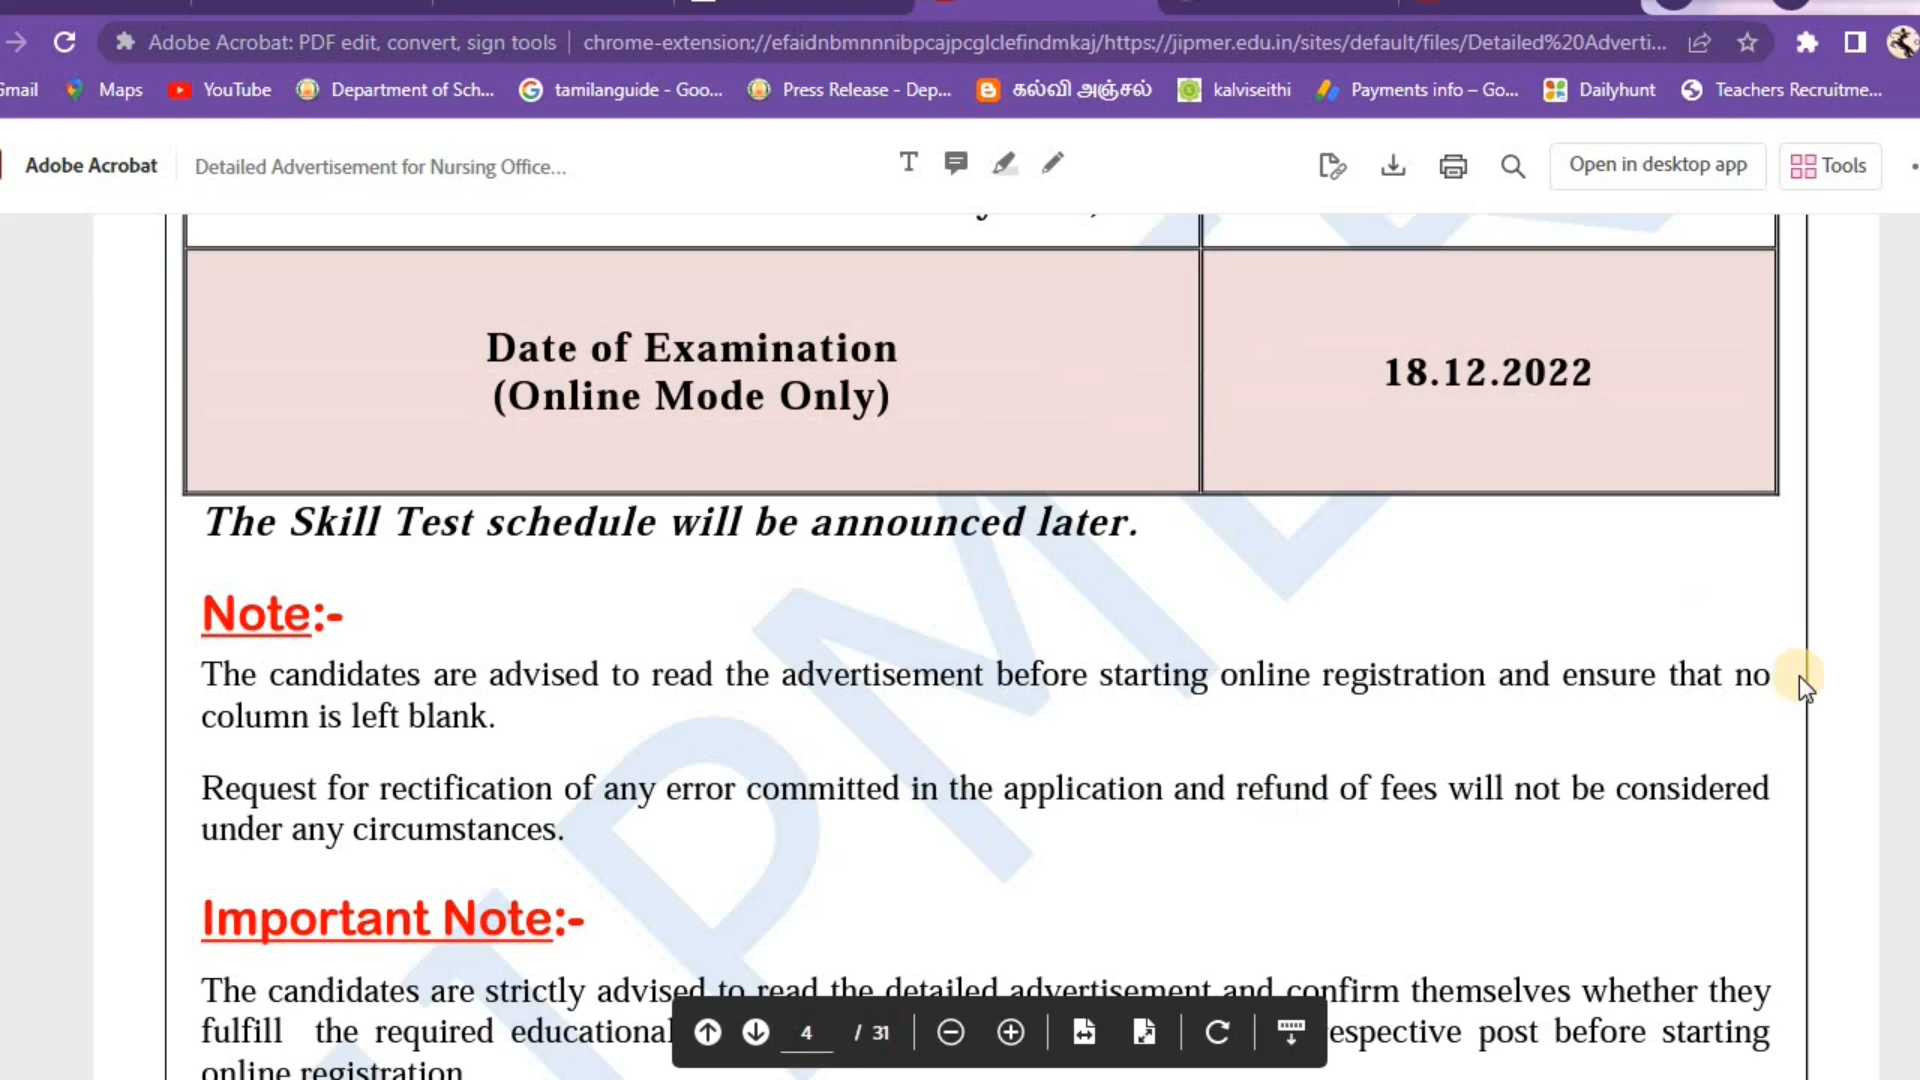 Adobe Acrobat: PDF edit, convert, sign tools | chrome-extension://efaidnbmnnnibpcajpcglclefindmkaj/https://jipmer.edu.in/sites/default/files/Detailed%20Adverti...
Gmail Maps YouTube Department of Sch... tamilanguide - Goo... Press Release - Dep... கல்வி அஞ்சல் kalviseithi Payments info – Go... Dailyhunt Teachers Recruitme...
Adobe Acrobat Detailed Advertisement for Nursing Office... Open in desktop app Tools
Date of Examination
(Online Mode Only)
18.12.2022
The Skill Test schedule will be announced later.
Note:-
The candidates are advised to read the advertisement before starting online registration and ensure that no
column is left blank.
Request for rectification of any error committed in the application and refund of fees will not be considered
under any circumstances.
Important Note:-
The candidates are strictly advised to read the detailed advertisement and confirm themselves whether they
fulfill the required educational espective post before starting
online registration
4 / 31
JIPMER